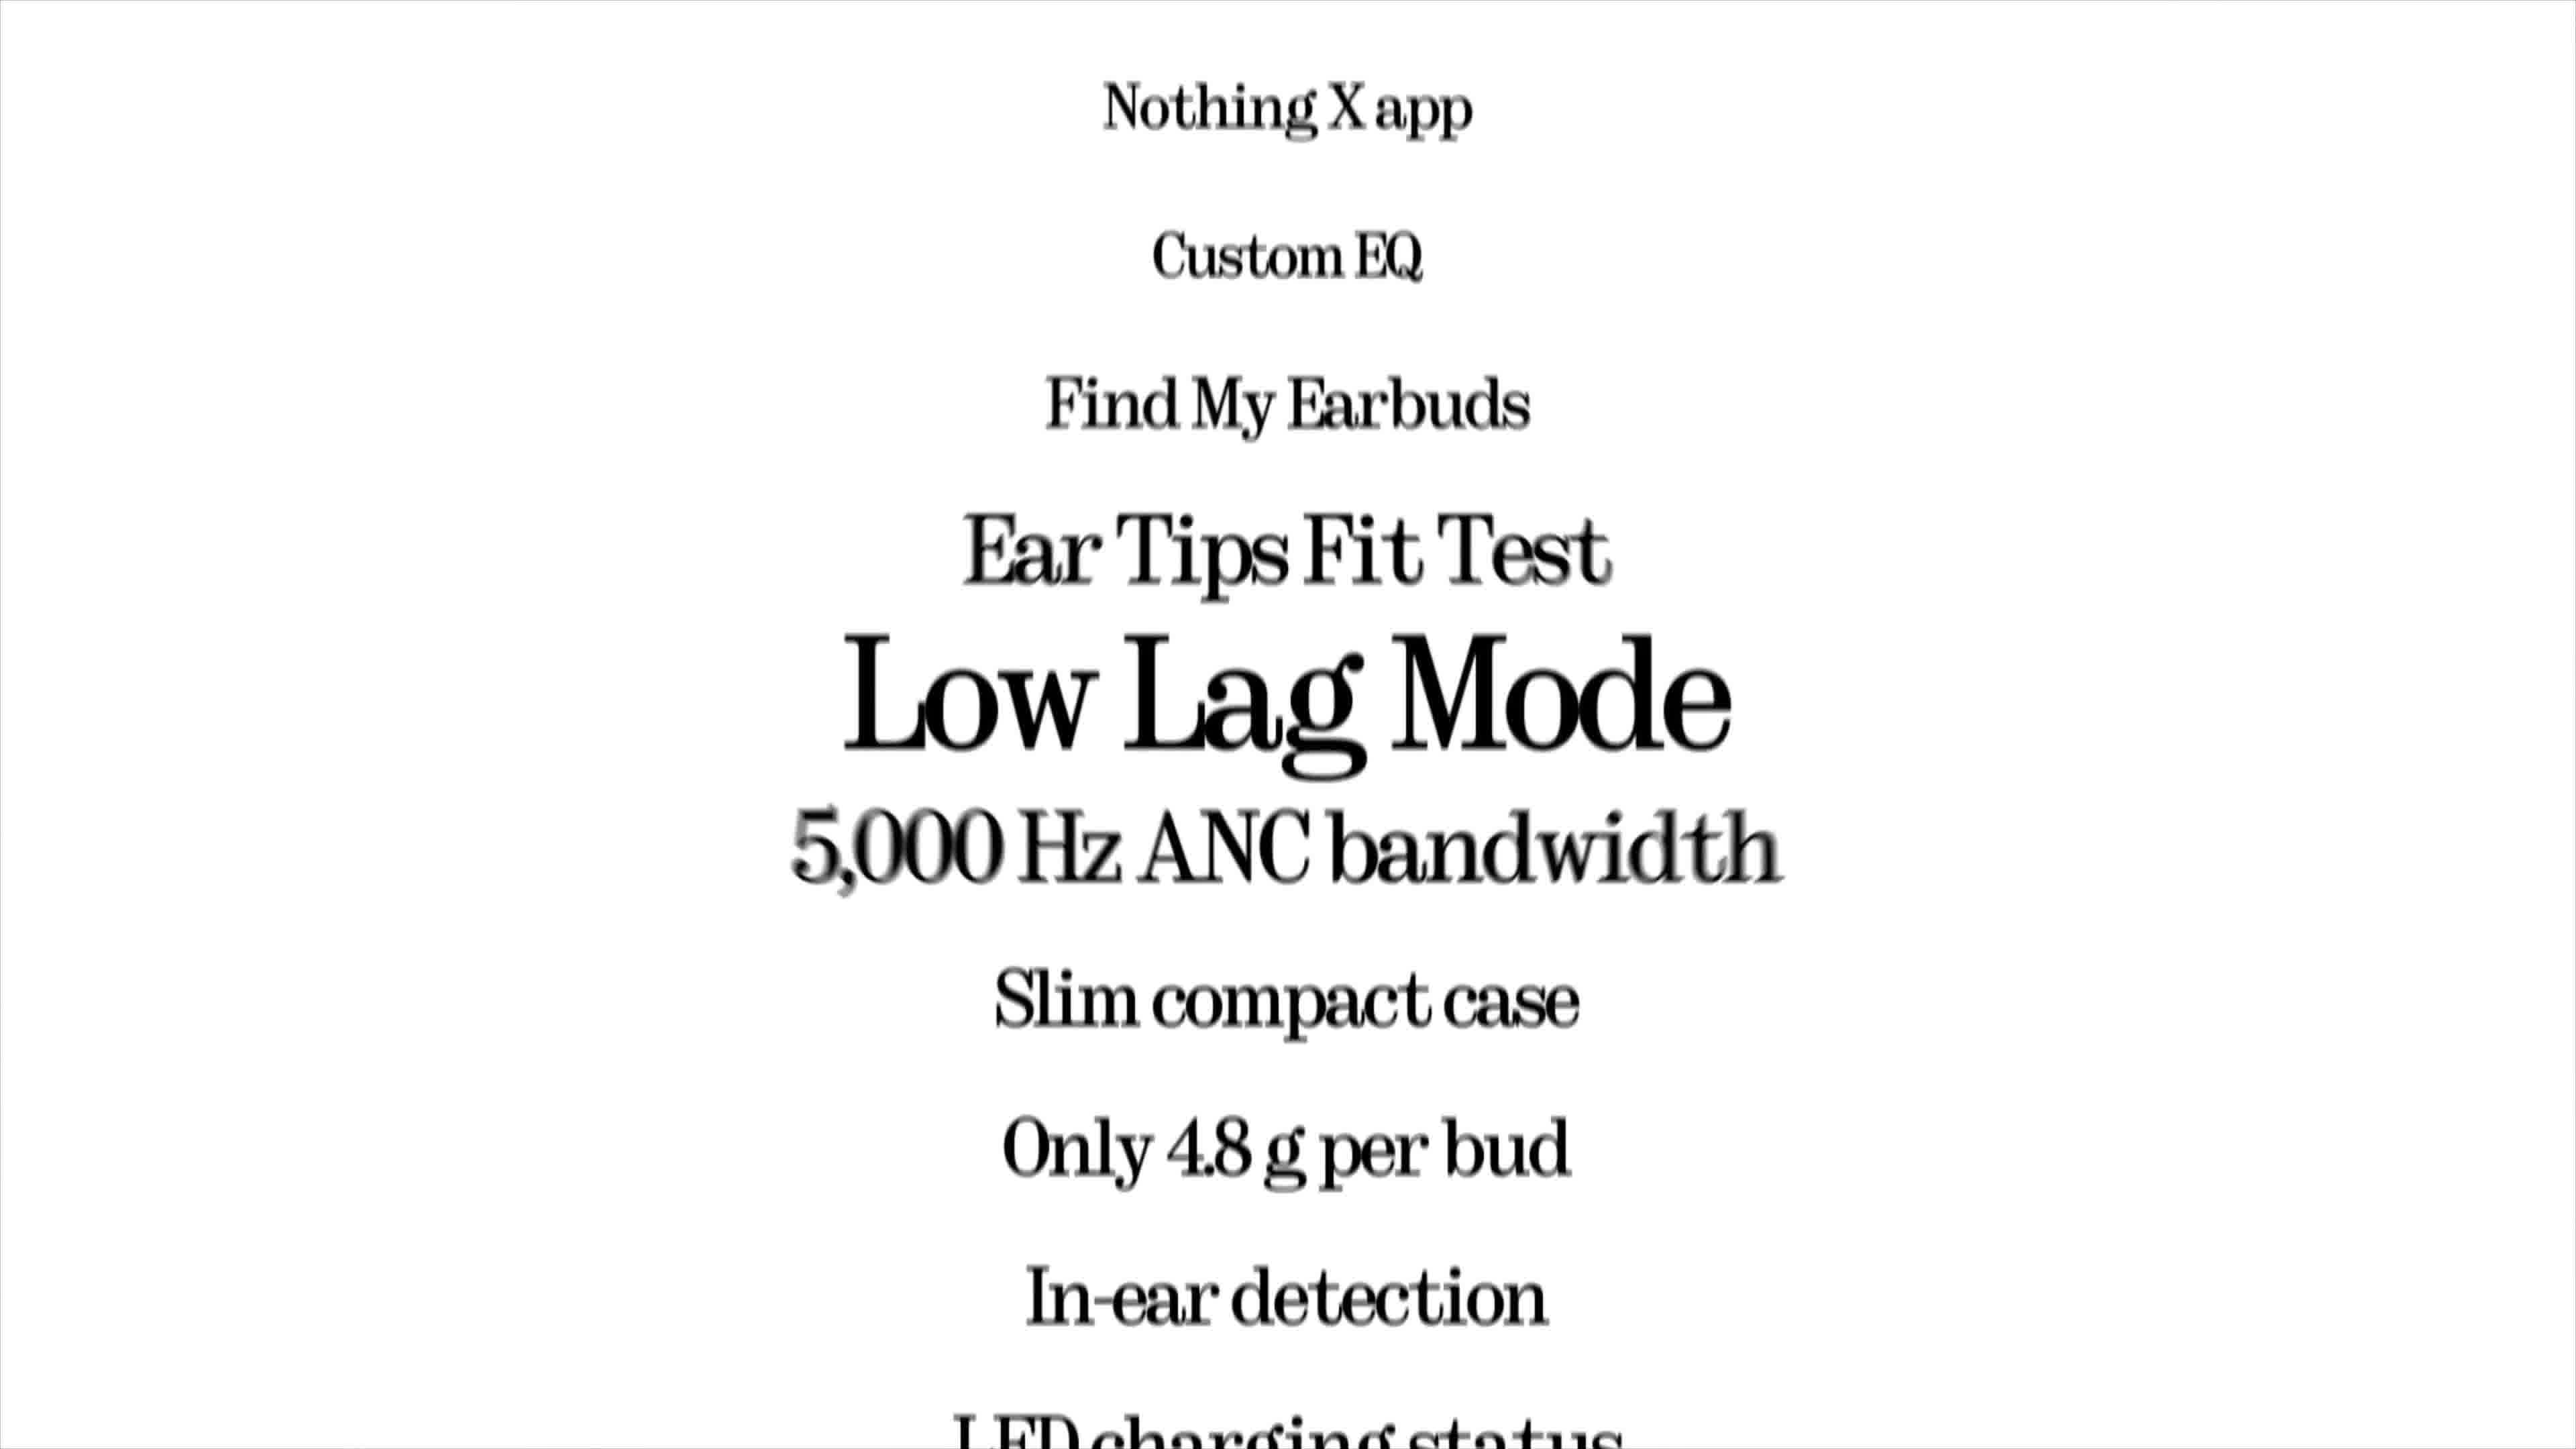 Nothing X app
Custom EQ
Find My Earbuds
Ear Tips Fit Test
Low Lag Mode
5,000 Hz ANC bandwidth
Slim compact case
Only 4.8 g per bud
In-ear detection
LED charging status